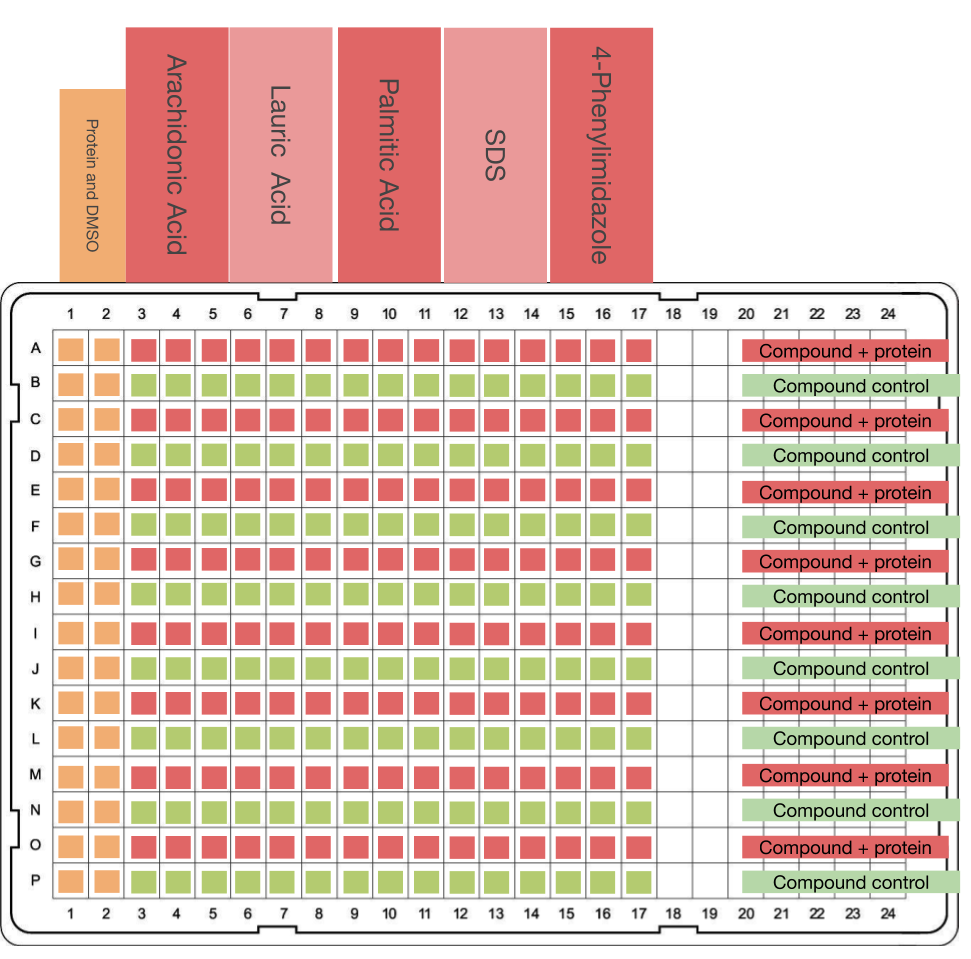 Protein and DMSO
Arachidonic Acid
Lauric Acid
Palmitic Acid
SDS
4-Phenylimidazole
1 2 3 4 5 6 7 8 9 10 11 12 13 14 15 16 17 18 19 20 21 22 23 24
A Compound + protein
B Compound control
C Compound + protein
D Compound control
E Compound + protein
F Compound control
G Compound + protein
H Compound control
I Compound + protein
J Compound control
K Compound + protein
L Compound control
M Compound + protein
N Compound control
O Compound + protein
P Compound control
1 2 3 4 5 6 7 8 9 10 11 12 13 14 15 16 17 18 19 20 21 22 23 24